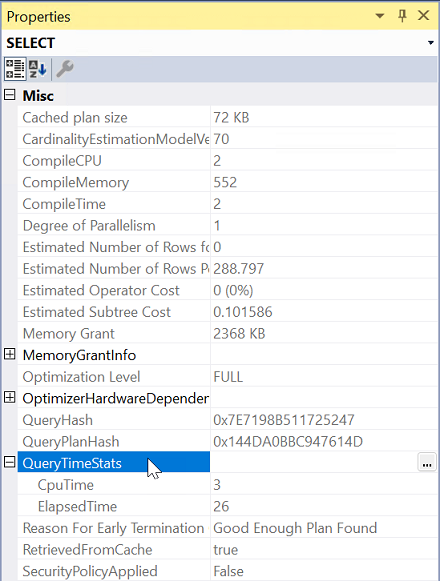 Properties
SELECT
Misc
Cached plan size 72 KB
CardinalityEstimationModelVe 70
CompileCPU 2
CompileMemory 552
CompileTime 2
Degree of Parallelism 1
Estimated Number of Rows fo 0
Estimated Number of Rows Pe 288.797
Estimated Operator Cost 0 (0%)
Estimated Subtree Cost 0.101586
Memory Grant 2368 KB
MemoryGrantInfo
Optimization Level FULL
OptimizerHardwareDependen
QueryHash 0x7E7198B511725247
QueryPlanHash 0x144DA0BBC947614D
QueryTimeStats ...
CpuTime 3
ElapsedTime 26
Reason For Early Termination Good Enough Plan Found
RetrievedFromCache true
SecurityPolicyApplied False